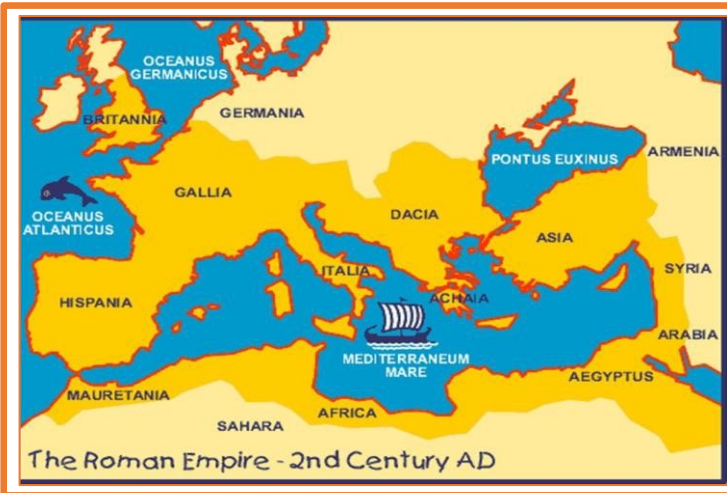 OCEANUS
GERMANICUS
BRITANNIA
GERMANIA
ARMENIA
PONTUS EUXINUS
GALLIA
OCEANUS
ATLANTICUS
DACIA
ASIA
ITALIA
SYRIA
HISPANIA
ACHAIA
ARABIA
MEDITERRANEUM
MARE
AEGYPTUS
MAURETANIA
AFRICA
SAHARA
The Roman Empire - 2nd Century AD